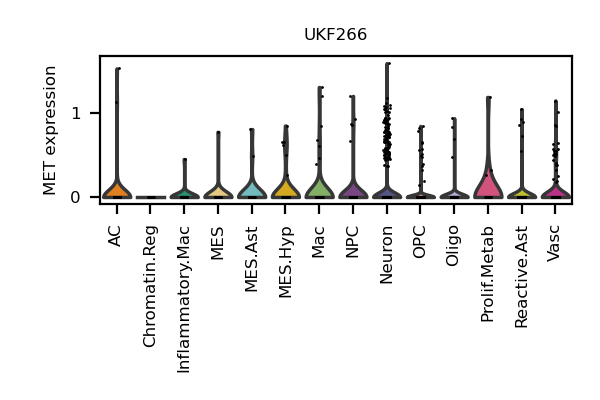 UKF266
MET expression
1
0
AC
Chromatin.Reg
Inflammatory.Mac
MES
MES.Ast
MES.Hyp
Mac
NPC
Neuron
OPC
Oligo
Prolif.Metab
Reactive.Ast
Vasc